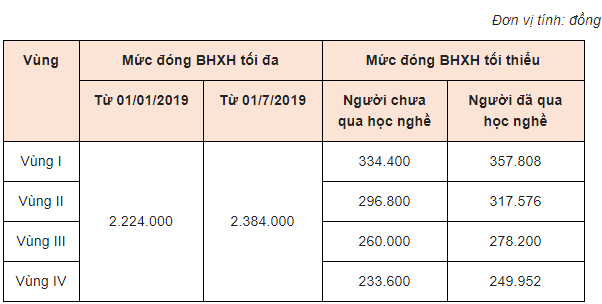 Đơn vị tính: đồng
Vùng
Mức đóng BHXH tối đa
Mức đóng BHXH tối thiểu
Từ 01/01/2019
Từ 01/7/2019
Người chưa
qua học nghề
Người đã qua
học nghề
Vùng I
334.400
357.808
Vùng II
296.800
317.576
2.224.000
2.384.000
Vùng III
260.000
278.200
Vùng IV
233.600
249.952